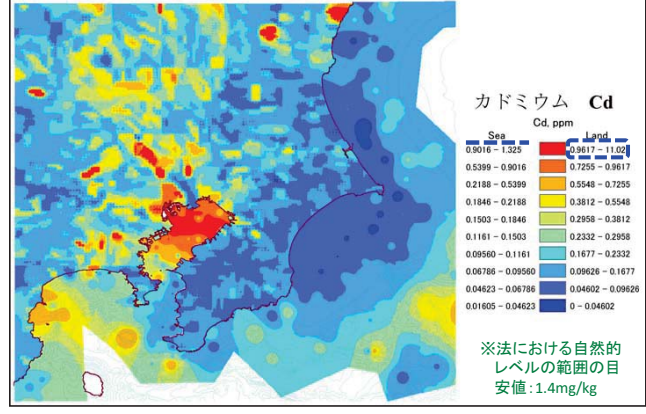 カドミウム Cd
Cd, ppm
Sea Land
0.9016 - 1.325 0.9617 - 11.02
0.5399 - 0.9016 0.7255 - 0.9617
0.2188 - 0.5399 0.5548 - 0.7255
0.1846 - 0.2188 0.3812 - 0.5548
0.1503 - 0.1846 0.2958 - 0.3812
0.1161 - 0.1503 0.2332 - 0.2958
0.09560 - 0.1161 0.1677 - 0.2332
0.06786 - 0.09560 0.09626 - 0.1677
0.04623 - 0.06786 0.04602 - 0.09626
0.01605 - 0.04623 0 - 0.04602
※法における自然的
レベルの範囲の目
安値:1.4mg/kg